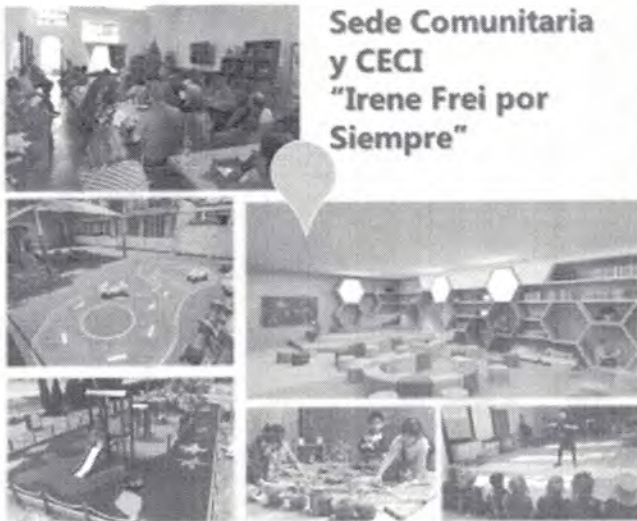 Sede Comunitaria
y CECI
“Irene Frei por
Siempre”